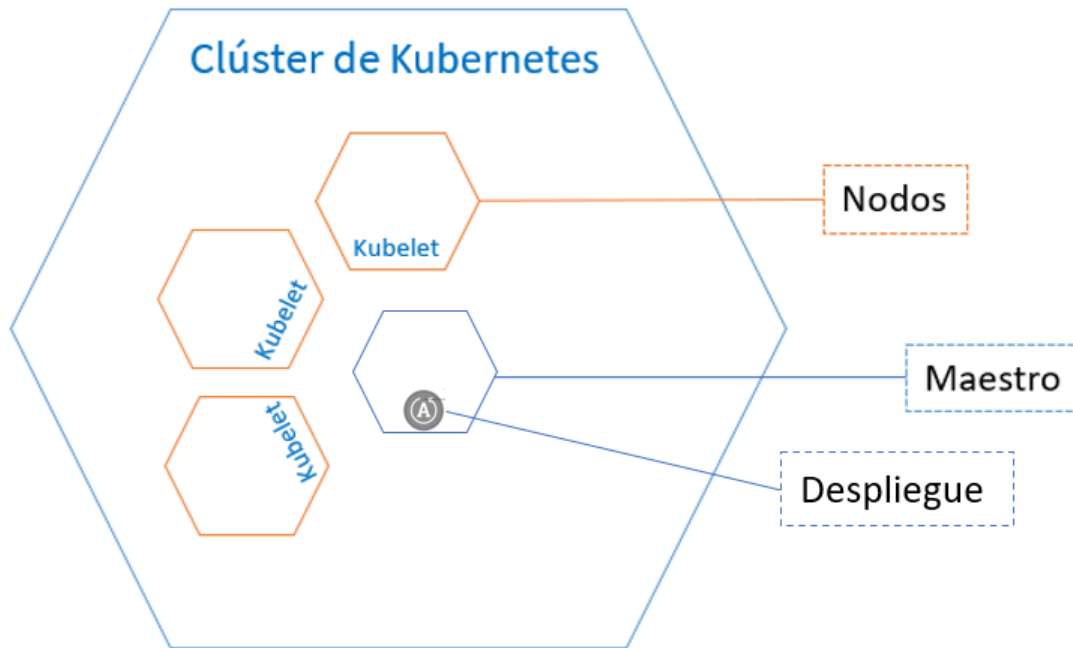 Clúster de Kubernetes
Nodos
Kubelet
Kubelet
Maestro
A
Kubelet
Despliegue